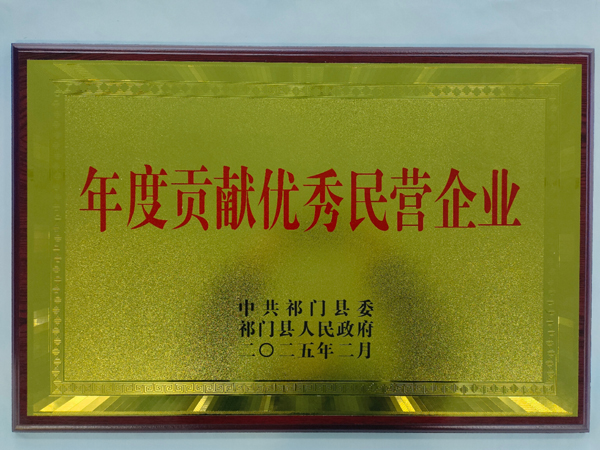 年度贡献优秀民营企业
中共祁门县委
祁门县人民政府
二〇二五年二月